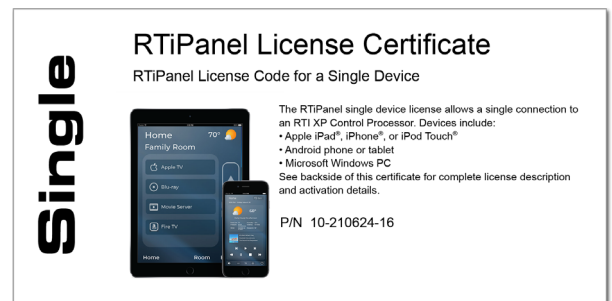 Single
RTiPanel License Certificate
RTiPanel License Code for a Single Device
The RTiPanel single device license allows a single connection to
an RTI XP Control Processor. Devices include:
• Apple iPad®, iPhone®, or iPod Touch®
• Android phone or tablet
• Microsoft Windows PC
See backside of this certificate for complete license description
and activation details.
P/N 10-210624-16
Home 70°
Family Room
Apple TV
Blu-ray
Movie Server
Fire TV
Home Room